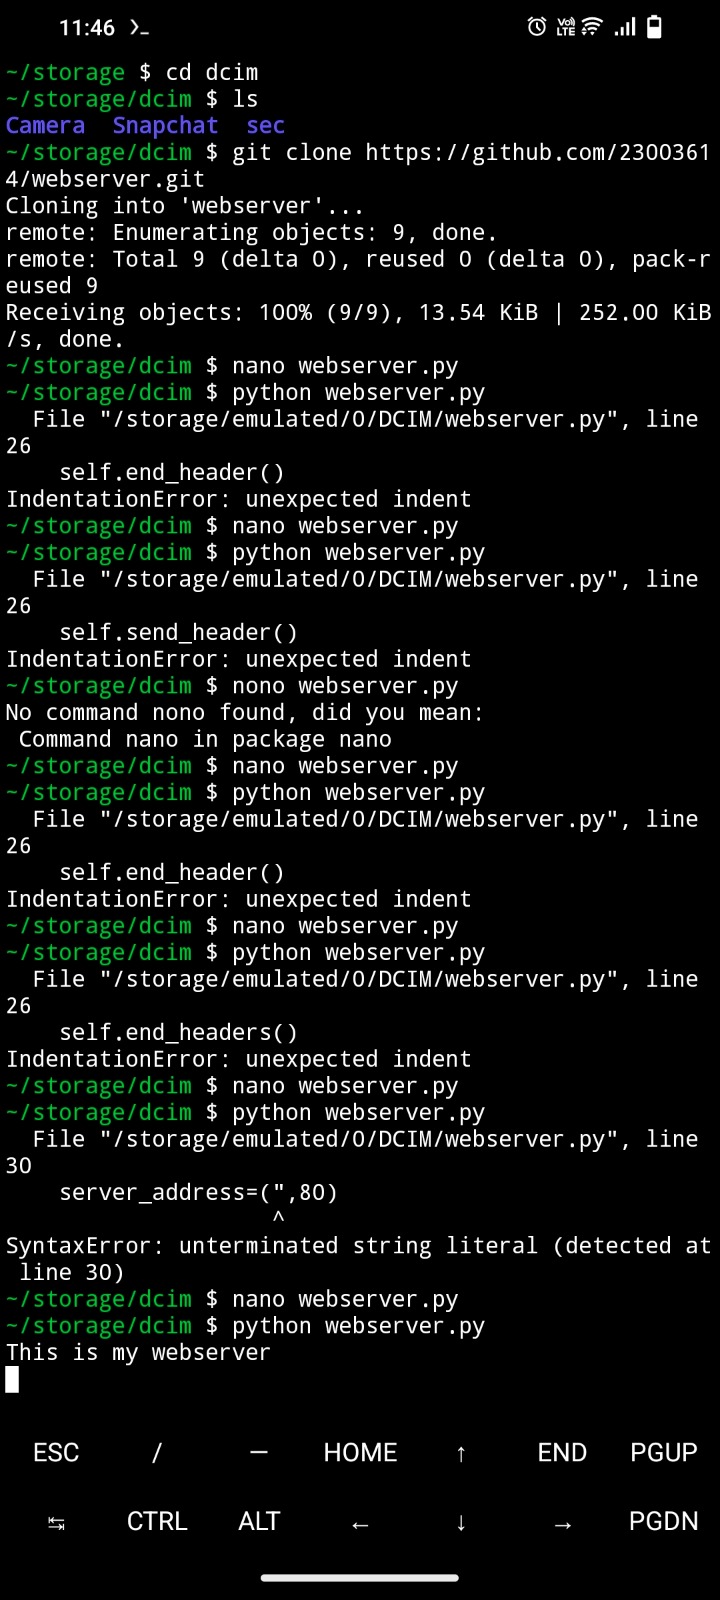 11:46
Vo)) LTE
~/storage $ cd dcim
~/storage/dcim $ ls
Camera  Snapchat  sec
~/storage/dcim $ git clone https://github.com/2300361
4/webserver.git
Cloning into 'webserver'...
remote: Enumerating objects: 9, done.
remote: Total 9 (delta 0), reused 0 (delta 0), pack-r
eused 9
Receiving objects: 100% (9/9), 13.54 KiB | 252.00 KiB
/s, done.
~/storage/dcim $ nano webserver.py
~/storage/dcim $ python webserver.py
  File "/storage/emulated/0/DCIM/webserver.py", line
26
    self.end_header()
IndentationError: unexpected indent
~/storage/dcim $ nano webserver.py
~/storage/dcim $ python webserver.py
  File "/storage/emulated/0/DCIM/webserver.py", line
26
    self.send_header()
IndentationError: unexpected indent
~/storage/dcim $ nono webserver.py
No command nono found, did you mean:
 Command nano in package nano
~/storage/dcim $ nano webserver.py
~/storage/dcim $ python webserver.py
  File "/storage/emulated/0/DCIM/webserver.py", line
26
    self.end_header()
IndentationError: unexpected indent
~/storage/dcim $ nano webserver.py
~/storage/dcim $ python webserver.py
  File "/storage/emulated/0/DCIM/webserver.py", line
26
    self.end_headers()
IndentationError: unexpected indent
~/storage/dcim $ nano webserver.py
~/storage/dcim $ python webserver.py
  File "/storage/emulated/0/DCIM/webserver.py", line
30
    server_address=(",80)
                    ^
SyntaxError: unterminated string literal (detected at
 line 30)
~/storage/dcim $ nano webserver.py
~/storage/dcim $ python webserver.py
This is my webserver
ESC / — HOME ↑ END PGUP
⇆ CTRL ALT ← ↓ → PGDN